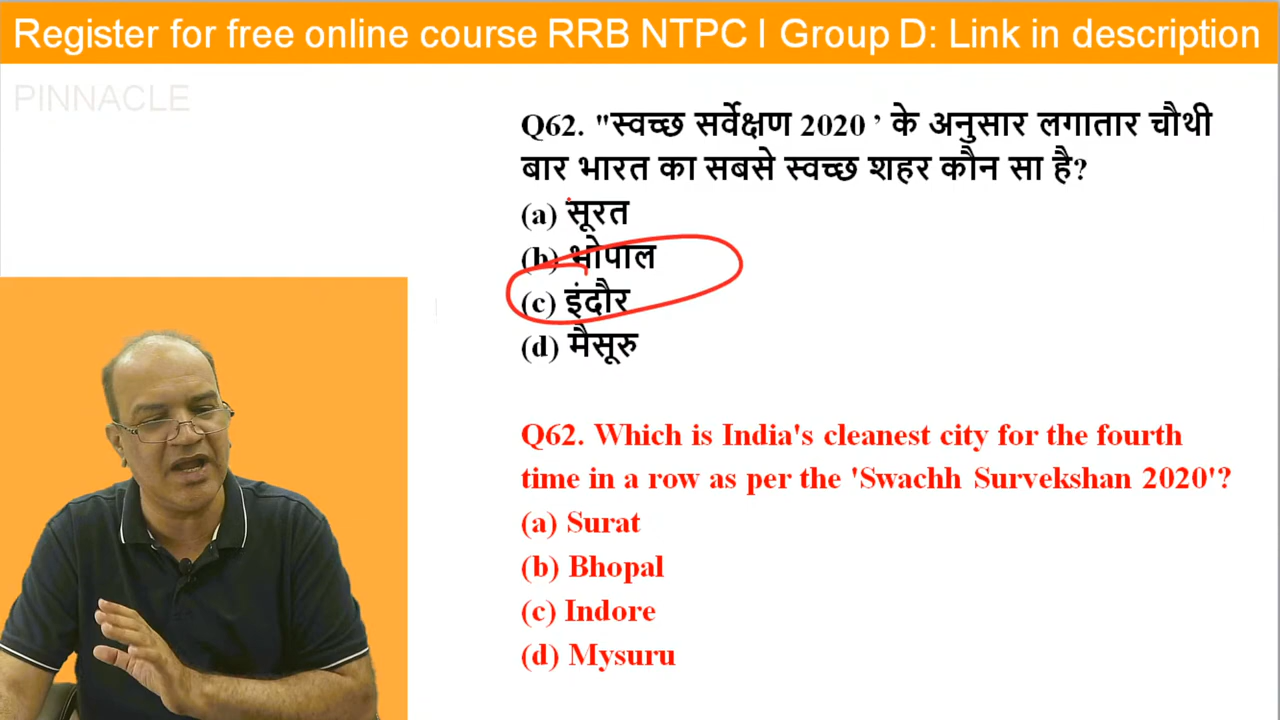 Register for free online course RRB NTPC I Group D: Link in description
PINNACLE
Q62. "स्वच्छ सर्वेक्षण 2020 ’ के अनुसार लगातार चौथी
बार भारत का सबसे स्वच्छ शहर कौन सा है?
(a) सूरत
(b) भोपाल
(c) इंदौर
(d) मैसूरु
Q62. Which is India's cleanest city for the fourth
time in a row as per the 'Swachh Survekshan 2020'?
(a) Surat
(b) Bhopal
(c) Indore
(d) Mysuru